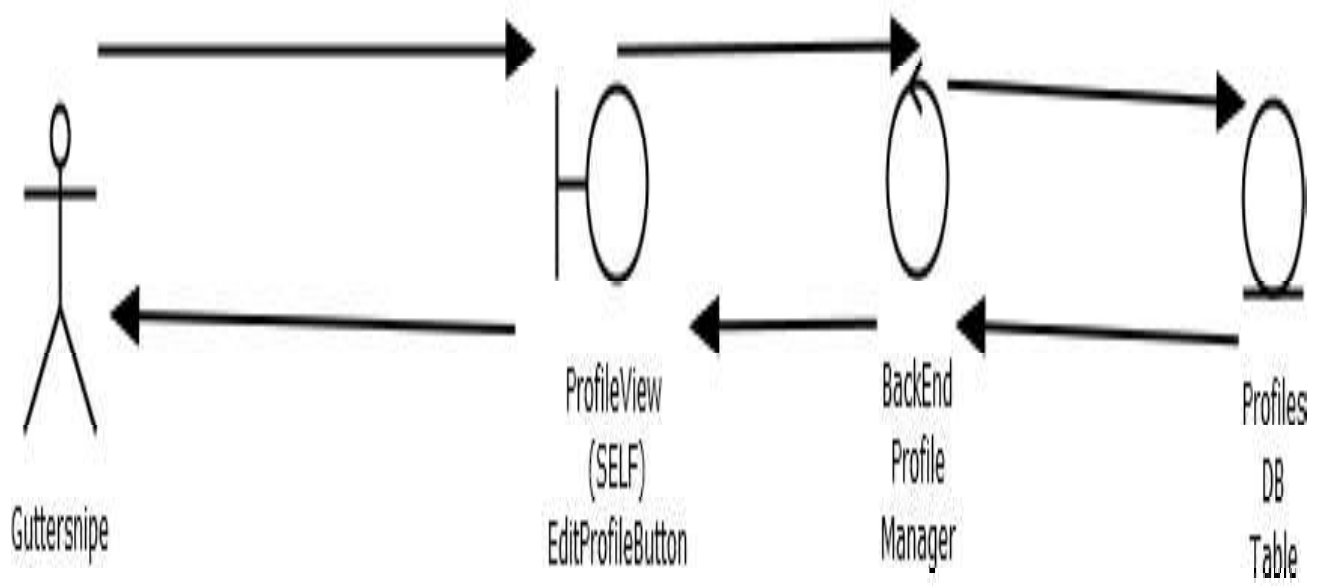 Guttersnipe
ProfileView
(SELF)
EditProfileButton
BackEnd
Profile
Manager
Profiles
DB
Table